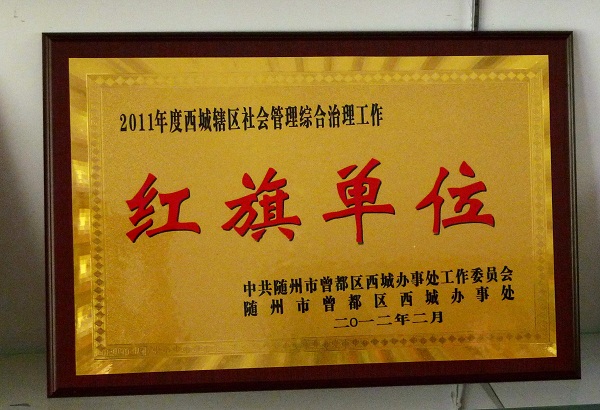 2011年度西城辖区社会管理综合治理工作
红旗单位
中共随州市曾都区西城办事处工作委员会
随州市曾都区西城办事处
二〇一二年二月